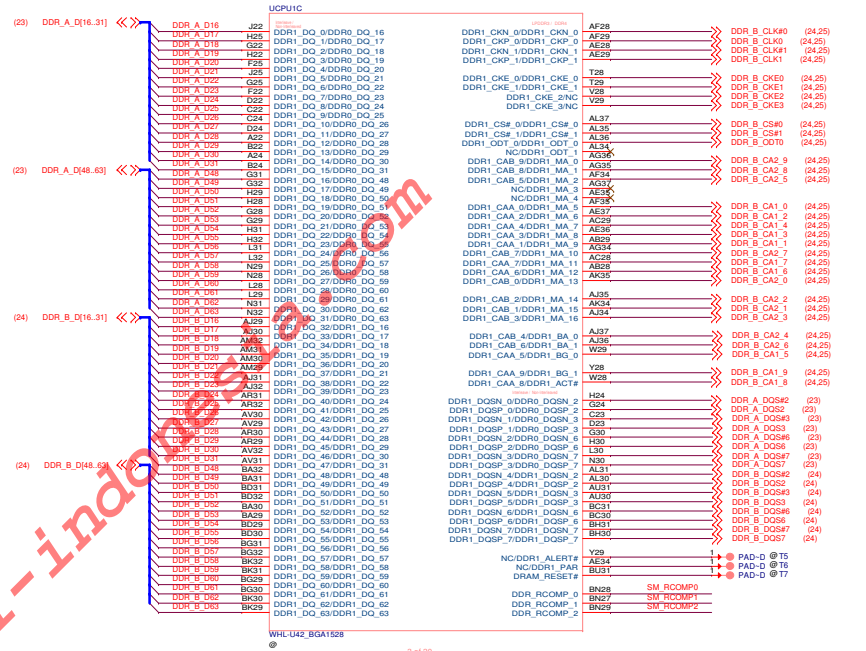 UCPU1C
(23) DDR_A_D[16..31]
(23) DDR_A_D[48..63]
(24) DDR_B_D[16..31]
(24) DDR_B_D[48..63]
DDR_A_D16 J22 DDR1_DQ_0/DDR0_DQ_16
DDR_A_D17 H25 DDR1_DQ_1/DDR0_DQ_17
DDR_A_D18 G22 DDR1_DQ_2/DDR0_DQ_18
DDR_A_D19 H22 DDR1_DQ_3/DDR0_DQ_19
DDR_A_D20 F25 DDR1_DQ_4/DDR0_DQ_20
DDR_A_D21 J25 DDR1_DQ_5/DDR0_DQ_21
DDR_A_D22 G25 DDR1_DQ_6/DDR0_DQ_22
DDR_A_D23 F22 DDR1_DQ_7/DDR0_DQ_23
DDR_A_D24 D22 DDR1_DQ_8/DDR0_DQ_24
DDR_A_D25 C22 DDR1_DQ_9/DDR0_DQ_25
DDR_A_D26 C24 DDR1_DQ_10/DDR0_DQ_26
DDR_A_D27 D24 DDR1_DQ_11/DDR0_DQ_27
DDR_A_D28 A22 DDR1_DQ_12/DDR0_DQ_28
DDR_A_D29 B22 DDR1_DQ_13/DDR0_DQ_29
DDR_A_D30 A24 DDR1_DQ_14/DDR0_DQ_30
DDR_A_D31 B24 DDR1_DQ_15/DDR0_DQ_31
DDR_A_D48 G31 DDR1_DQ_16/DDR0_DQ_48
DDR_A_D49 G32 DDR1_DQ_17/DDR0_DQ_49
DDR_A_D50 H29 DDR1_DQ_18/DDR0_DQ_50
DDR_A_D51 H28 DDR1_DQ_19/DDR0_DQ_51
DDR_A_D52 G28 DDR1_DQ_20/DDR0_DQ_52
DDR_A_D53 G29 DDR1_DQ_21/DDR0_DQ_53
DDR_A_D54 H31 DDR1_DQ_22/DDR0_DQ_54
DDR_A_D55 H32 DDR1_DQ_23/DDR0_DQ_55
DDR_A_D56 L31 DDR1_DQ_24/DDR0_DQ_56
DDR_A_D57 L32 DDR1_DQ_25/DDR0_DQ_57
DDR_A_D58 N29 DDR1_DQ_26/DDR0_DQ_58
DDR_A_D59 N28 DDR1_DQ_27/DDR0_DQ_59
DDR_A_D60 L28 DDR1_DQ_28/DDR0_DQ_60
DDR_A_D61 L29 DDR1_DQ_29/DDR0_DQ_61
DDR_A_D62 N31 DDR1_DQ_30/DDR0_DQ_62
DDR_A_D63 N32 DDR1_DQ_31/DDR0_DQ_63
DDR_B_D16 AJ29 DDR1_DQ_32/DDR1_DQ_16
DDR_B_D17 AJ30 DDR1_DQ_33/DDR1_DQ_17
DDR_B_D18 AM32 DDR1_DQ_34/DDR1_DQ_18
DDR_B_D19 AM31 DDR1_DQ_35/DDR1_DQ_19
DDR_B_D20 AM30 DDR1_DQ_36/DDR1_DQ_20
DDR_B_D21 AM29 DDR1_DQ_37/DDR1_DQ_21
DDR_B_D22 AJ31 DDR1_DQ_38/DDR1_DQ_22
DDR_B_D23 AJ32 DDR1_DQ_39/DDR1_DQ_23
DDR_B_D24 AR31 DDR1_DQ_40/DDR1_DQ_24
DDR_B_D25 AR32 DDR1_DQ_41/DDR1_DQ_25
DDR_B_D26 AV30 DDR1_DQ_42/DDR1_DQ_26
DDR_B_D27 AV29 DDR1_DQ_43/DDR1_DQ_27
DDR_B_D28 AR30 DDR1_DQ_44/DDR1_DQ_28
DDR_B_D29 AR29 DDR1_DQ_45/DDR1_DQ_29
DDR_B_D30 AV32 DDR1_DQ_46/DDR1_DQ_30
DDR_B_D31 AV31 DDR1_DQ_47/DDR1_DQ_31
DDR_B_D48 BA32 DDR1_DQ_48/DDR1_DQ_48
DDR_B_D49 BA31 DDR1_DQ_49/DDR1_DQ_49
DDR_B_D50 BD31 DDR1_DQ_50/DDR1_DQ_50
DDR_B_D51 BD32 DDR1_DQ_51/DDR1_DQ_51
DDR_B_D52 BA30 DDR1_DQ_52/DDR1_DQ_52
DDR_B_D53 BA29 DDR1_DQ_53/DDR1_DQ_53
DDR_B_D54 BD29 DDR1_DQ_54/DDR1_DQ_54
DDR_B_D55 BD30 DDR1_DQ_55/DDR1_DQ_55
DDR_B_D56 BG31 DDR1_DQ_56/DDR1_DQ_56
DDR_B_D57 BG32 DDR1_DQ_57/DDR1_DQ_57
DDR_B_D58 BK32 DDR1_DQ_58/DDR1_DQ_58
DDR_B_D59 BK31 DDR1_DQ_59/DDR1_DQ_59
DDR_B_D60 BG29 DDR1_DQ_60/DDR1_DQ_60
DDR_B_D61 BG30 DDR1_DQ_61/DDR1_DQ_61
DDR_B_D62 BK30 DDR1_DQ_62/DDR1_DQ_62
DDR_B_D63 BK29 DDR1_DQ_63/DDR1_DQ_63
DDR1_CKN_0/DDR1_CKN_0 AF28 DDR_B_CLK#0 (24,25)
DDR1_CKP_0/DDR1_CKP_0 AF29 DDR_B_CLK0 (24,25)
DDR1_CKN_1/DDR1_CKN_1 AE28 DDR_B_CLK#1 (24,25)
DDR1_CKP_1/DDR1_CKP_1 AE29 DDR_B_CLK1 (24,25)
DDR1_CKE_0/DDR1_CKE_0 T28 DDR_B_CKE0 (24,25)
DDR1_CKE_1/DDR1_CKE_1 T29 DDR_B_CKE1 (24,25)
DDR1_CKE_2/NC V28 DDR_B_CKE2 (24,25)
DDR1_CKE_3/NC V29 DDR_B_CKE3 (24,25)
DDR1_CS#_0/DDR1_CS#_0 AL37 DDR_B_CS#0 (24,25)
DDR1_CS#_1/DDR1_CS#_1 AL35 DDR_B_CS#1 (24,25)
DDR1_ODT_0/DDR1_ODT_0 AL36 DDR_B_ODT0 (24,25)
NC/DDR1_ODT_1 AL34
DDR1_CAB_9/DDR1_MA_0 AG36 DDR_B_CA2_9 (24,25)
DDR1_CAB_8/DDR1_MA_1 AG35 DDR_B_CA2_8 (24,25)
DDR1_CAB_5/DDR1_MA_2 AF34 DDR_B_CA2_5 (24,25)
NC/DDR1_MA_3 AG37
NC/DDR1_MA_4 AE35
DDR1_CAA_0/DDR1_MA_5 AF35 DDR_B_CA1_0 (24,25)
DDR1_CAA_2/DDR1_MA_6 AE37 DDR_B_CA1_2 (24,25)
DDR1_CAA_4/DDR1_MA_7 AC29 DDR_B_CA1_4 (24,25)
DDR1_CAA_3/DDR1_MA_8 AE36 DDR_B_CA1_3 (24,25)
DDR1_CAA_1/DDR1_MA_9 AB29 DDR_B_CA1_1 (24,25)
DDR1_CAB_7/DDR1_MA_10 AG34 DDR_B_CA2_7 (24,25)
DDR1_CAA_7/DDR1_MA_11 AC28 DDR_B_CA1_7 (24,25)
DDR1_CAA_6/DDR1_MA_12 AB28 DDR_B_CA1_6 (24,25)
DDR1_CAB_0/DDR1_MA_13 AK35 DDR_B_CA2_0 (24,25)
DDR1_CAB_2/DDR1_MA_14 AJ35 DDR_B_CA2_2 (24,25)
DDR1_CAB_1/DDR1_MA_15 AK34 DDR_B_CA2_1 (24,25)
DDR1_CAB_3/DDR1_MA_16 AJ34 DDR_B_CA2_3 (24,25)
DDR1_CAB_4/DDR1_BA_0 AJ37 DDR_B_CA2_4 (24,25)
DDR1_CAB_6/DDR1_BA_1 AJ36 DDR_B_CA2_6 (24,25)
DDR1_CAA_5/DDR1_BG_0 W29 DDR_B_CA1_5 (24,25)
DDR1_CAA_9/DDR1_BG_1 Y28 DDR_B_CA1_9 (24,25)
DDR1_CAA_8/DDR1_ACT# W28 DDR_B_CA1_8 (24,25)
DDR1_DQSN_0/DDR0_DQSN_2 H24 DDR_A_DQS#2 (23)
DDR1_DQSP_0/DDR0_DQSP_2 G24 DDR_A_DQS2 (23)
DDR1_DQSN_1/DDR0_DQSN_3 C23 DDR_A_DQS#3 (23)
DDR1_DQSP_1/DDR0_DQSP_3 D23 DDR_A_DQS3 (23)
DDR1_DQSN_2/DDR0_DQSN_6 G30 DDR_A_DQS#6 (23)
DDR1_DQSP_2/DDR0_DQSP_6 H30 DDR_A_DQS6 (23)
DDR1_DQSN_3/DDR0_DQSN_7 L30 DDR_A_DQS#7 (23)
DDR1_DQSP_3/DDR0_DQSP_7 N30 DDR_A_DQS7 (23)
DDR1_DQSN_4/DDR1_DQSN_2 AL31 DDR_B_DQS#2 (24)
DDR1_DQSP_4/DDR1_DQSP_2 AL30 DDR_B_DQS2 (24)
DDR1_DQSN_5/DDR1_DQSN_3 AU31 DDR_B_DQS#3 (24)
DDR1_DQSP_5/DDR1_DQSP_3 AU30 DDR_B_DQS3 (24)
DDR1_DQSN_6/DDR1_DQSN_6 BC31 DDR_B_DQS#6 (24)
DDR1_DQSP_6/DDR1_DQSP_6 BC30 DDR_B_DQS6 (24)
DDR1_DQSN_7/DDR1_DQSN_7 BH31 DDR_B_DQS#7 (24)
DDR1_DQSP_7/DDR1_DQSP_7 BH30 DDR_B_DQS7 (24)
NC/DDR1_ALERT# Y29 1 PAD~D @ T5
NC/DDR1_PAR AE34 1 PAD~D @ T6
DRAM_RESET# BU31 1 PAD~D @ T7
DDR_RCOMP_0 BN28 SM_RCOMP0
DDR_RCOMP_1 BN27 SM_RCOMP1
DDR_RCOMP_2 BN29 SM_RCOMP2
WHL-U42_BGA1528
@
-indonesia.com